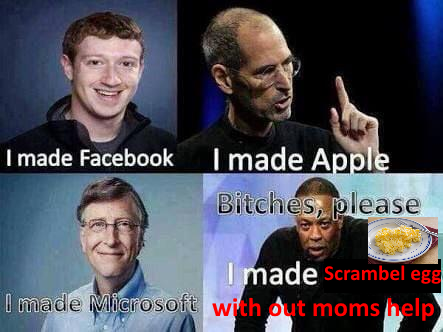 I made Facebook
I made Apple
I made Microsoft
Bitches, please
I made Scrambel egg
with out moms help